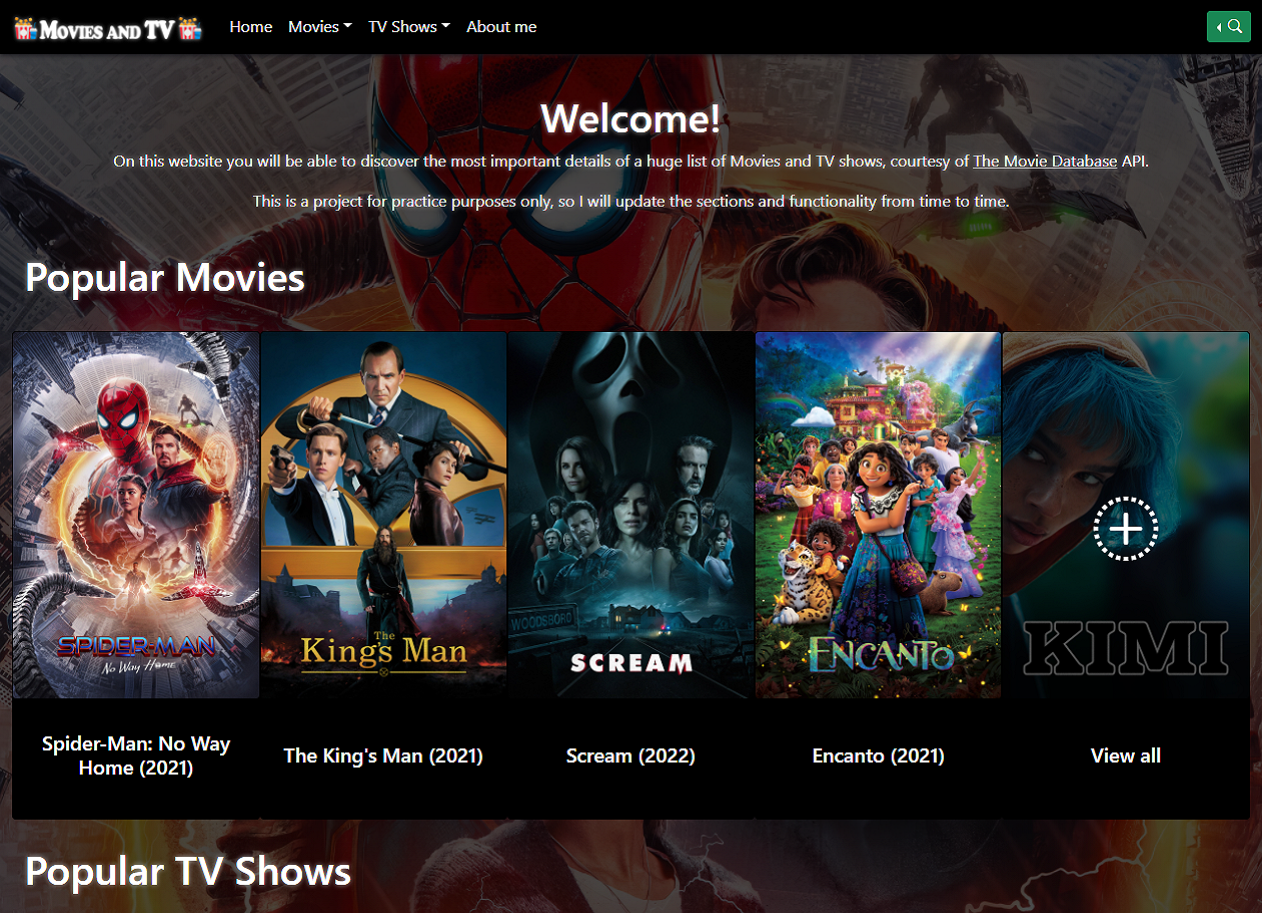 MOVIES AND TV
Home Movies TV Shows About me
Welcome!
On this website you will be able to discover the most important details of a huge list of Movies and TV shows, courtesy of The Movie Database API.
This is a project for practice purposes only, so I will update the sections and functionality from time to time.
Popular Movies
SPIDER-MAN
NO WAY HOME
The
King's Man
WOODSBORO
SCREAM
ENCANTO
KIMI
Spider-Man: No Way
Home (2021)
The King's Man (2021)
Scream (2022)
Encanto (2021)
View all
Popular TV Shows